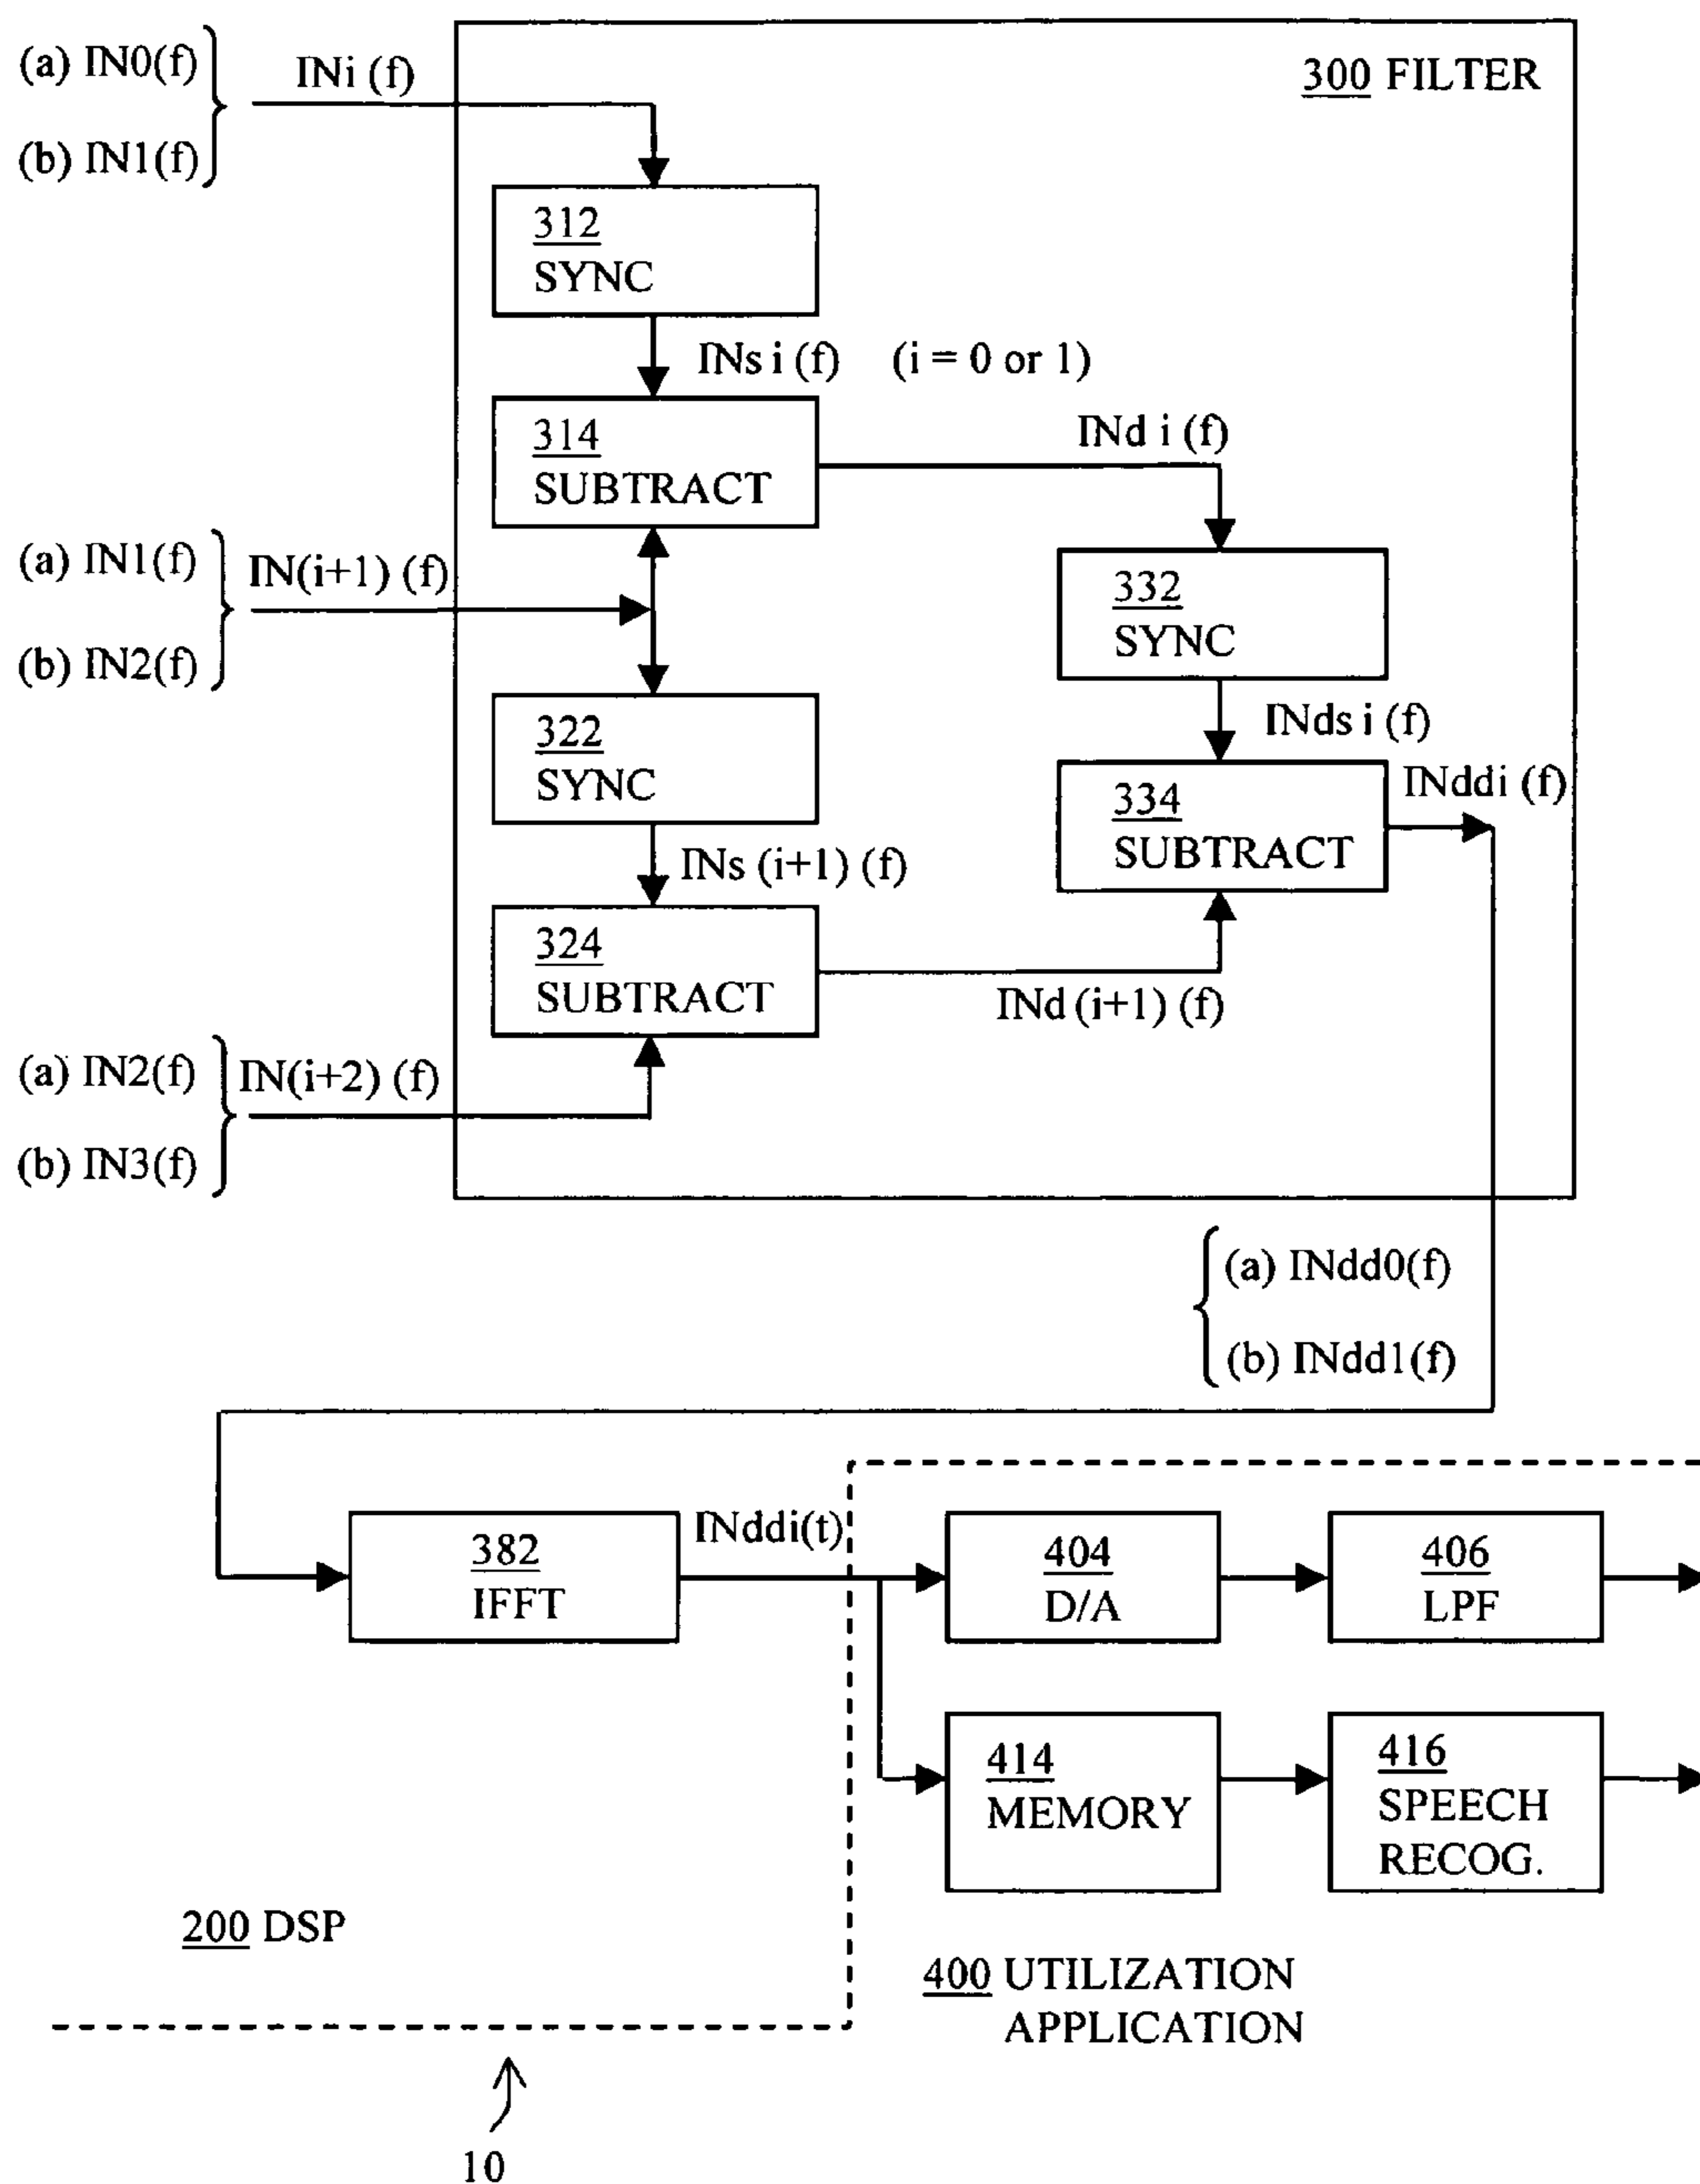 300 FILTER
(a) IN0(f)
(b) IN1(f)
INi (f)
312
SYNC
INs i (f) (i = 0 or 1)
314
SUBTRACT
INd i (f)
(a) IN1(f)
(b) IN2(f)
IN(i+1) (f)
332
SYNC
322
SYNC
INds i (f)
INs (i+1) (f)
334
SUBTRACT
INddi (f)
324
SUBTRACT
INd (i+1) (f)
(a) IN2(f)
(b) IN3(f)
IN(i+2) (f)
(a) INdd0(f)
(b) INdd1(f)
382
IFFT
INddi(t)
404
D/A
406
LPF
414
MEMORY
416
SPEECH
RECOG.
200 DSP
400 UTILIZATION
APPLICATION
10